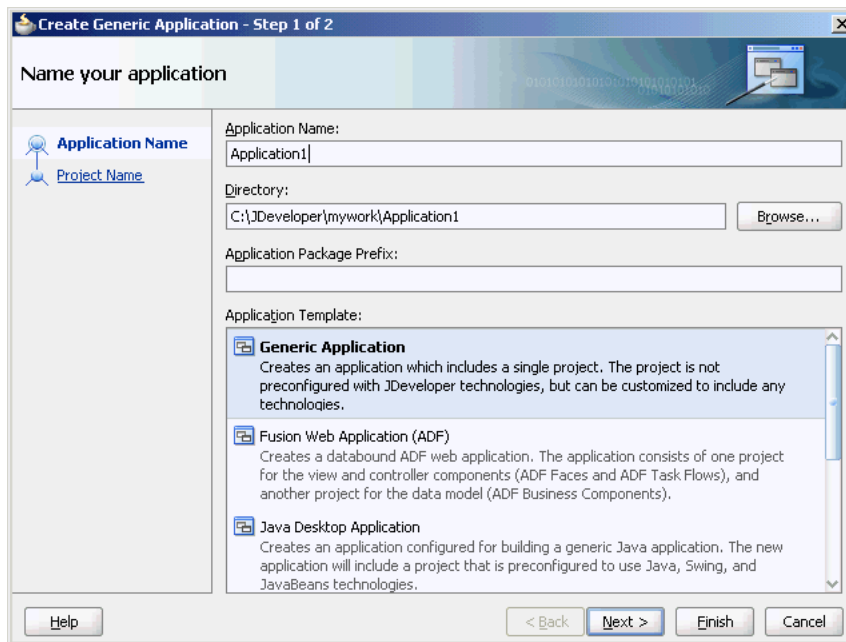 Create Generic Application - Step 1 of 2
Name your application
Application Name
Project Name
Application Name:
Application1
Directory:
C:\JDeveloper\mywork\Application1
Browse...
Application Package Prefix:
Application Template:
Generic Application
Creates an application which includes a single project. The project is not
preconfigured with JDeveloper technologies, but can be customized to include any
technologies.
Fusion Web Application (ADF)
Creates a databound ADF web application. The application consists of one project
for the view and controller components (ADF Faces and ADF Task Flows), and
another project for the data model (ADF Business Components).
Java Desktop Application
Creates an application configured for building a generic Java application. The new
application will include a project that is preconfigured to use Java, Swing, and
JavaBeans technologies.
Help
< Back
Next >
Finish
Cancel